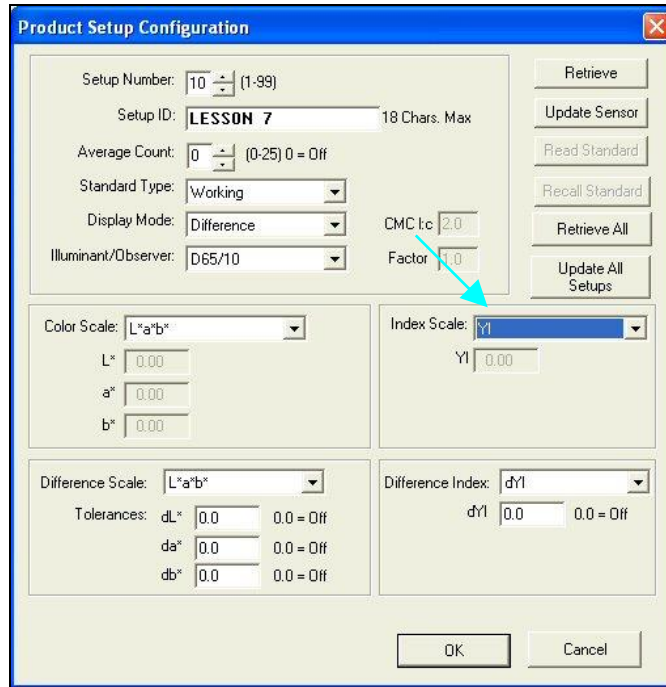 Product Setup Configuration
Setup Number: 10 (1-99)
Setup ID: LESSON 7 18 Chars. Max
Average Count: 0 (0-25) 0 = Off
Standard Type: Working
Display Mode: Difference
CMC l:c 2.0
Illuminant/Observer: D65/10
Factor 1.0
Retrieve
Update Sensor
Read Standard
Recall Standard
Retrieve All
Update All
Setups
Color Scale: L*a*b*
L* 0.00
a* 0.00
b* 0.00
Index Scale: YI
YI 0.00
Difference Scale: L*a*b*
Tolerances: dL* 0.0 0.0 = Off
da* 0.0 0.0 = Off
db* 0.0 0.0 = Off
Difference Index: dYI
dYI 0.0 0.0 = Off
OK
Cancel